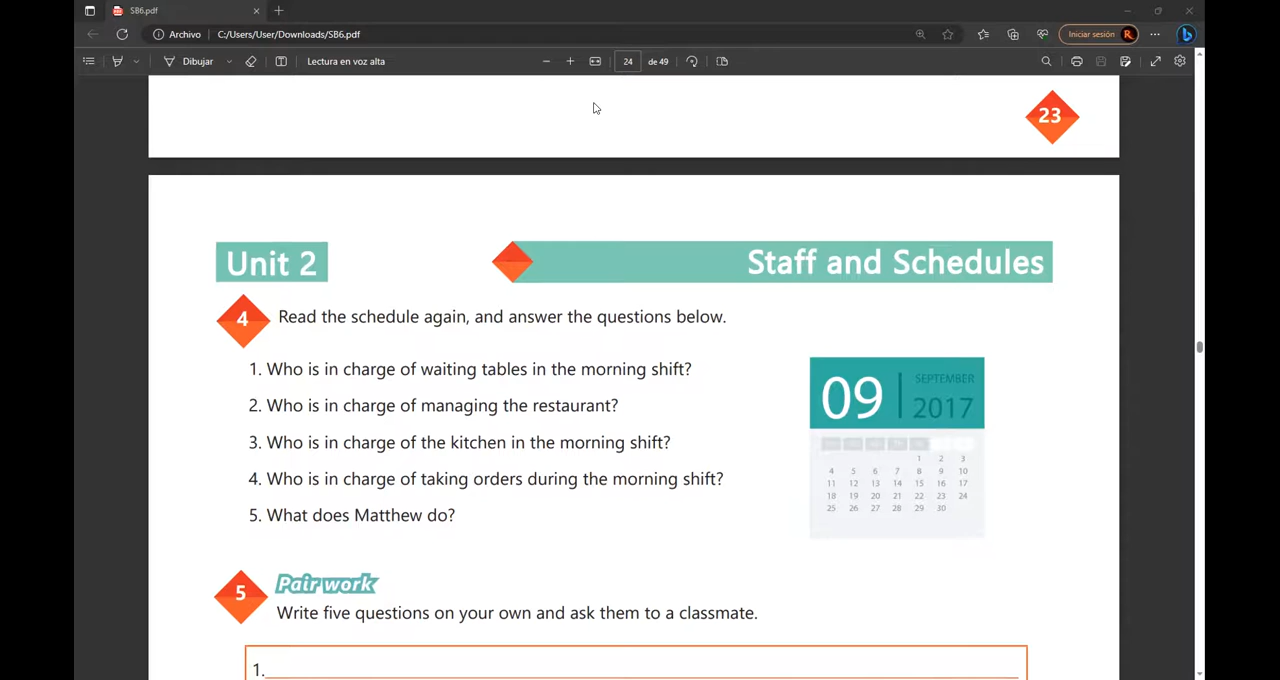 SB6.pdf
Archivo
C:/Users/User/Downloads/SB6.pdf
Iniciar sesión
R
Dibujar
Lectura en voz alta
24
de 49
23
Unit 2
Staff and Schedules
4
Read the schedule again, and answer the questions below.
1. Who is in charge of waiting tables in the morning shift?
2. Who is in charge of managing the restaurant?
3. Who is in charge of the kitchen in the morning shift?
4. Who is in charge of taking orders during the morning shift?
5. What does Matthew do?
09
SEPTEMBER
2017
1 2 3
4 5 6 7 8 9 10
11 12 13 14 15 16 17
18 19 20 21 22 23 24
25 26 27 28 29 30
5
Pair work
Write five questions on your own and ask them to a classmate.
1.